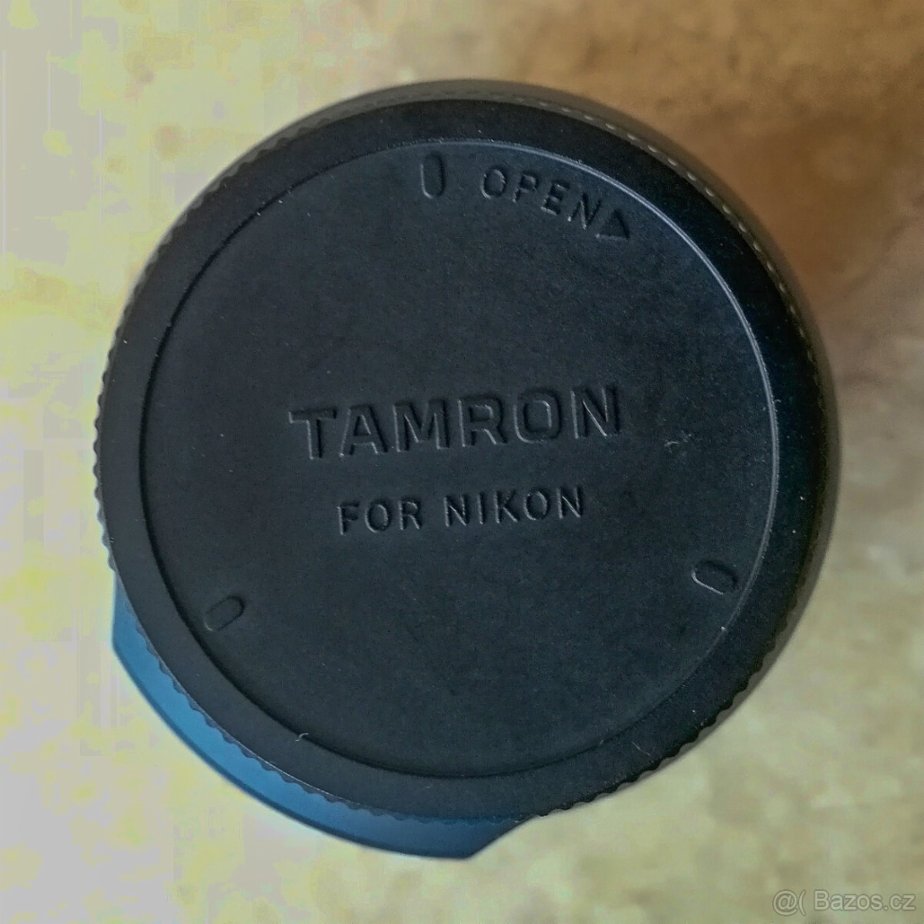 OPEN
TAMRON
FOR NIKON
@( Bazos.cz